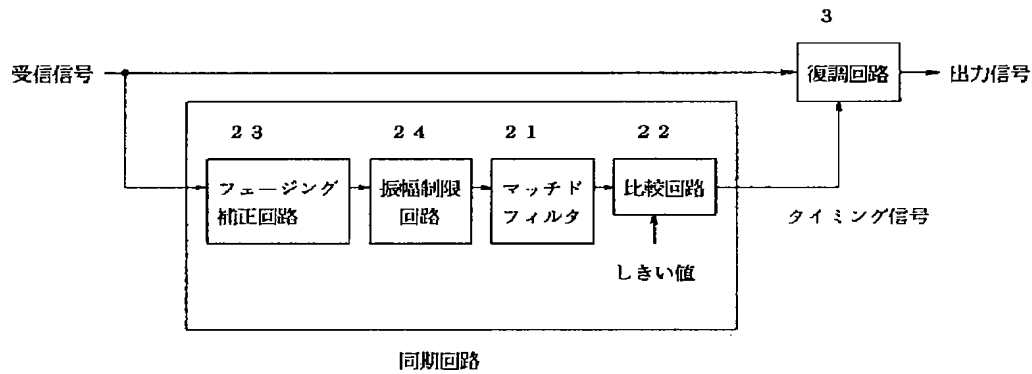 3
受信信号
復調回路
出力信号
23
24
21
22
フェージング
補正回路
振幅制限
回路
マッチド
フィルタ
比較回路
タイミング信号
しきい値
同期回路